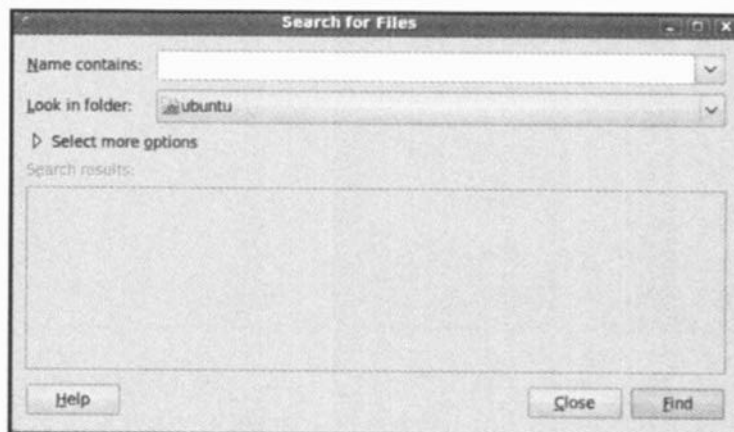 Search for Files
Name contains:
Look in folder: ubuntu
Select more options
Search results:
Help Close Find